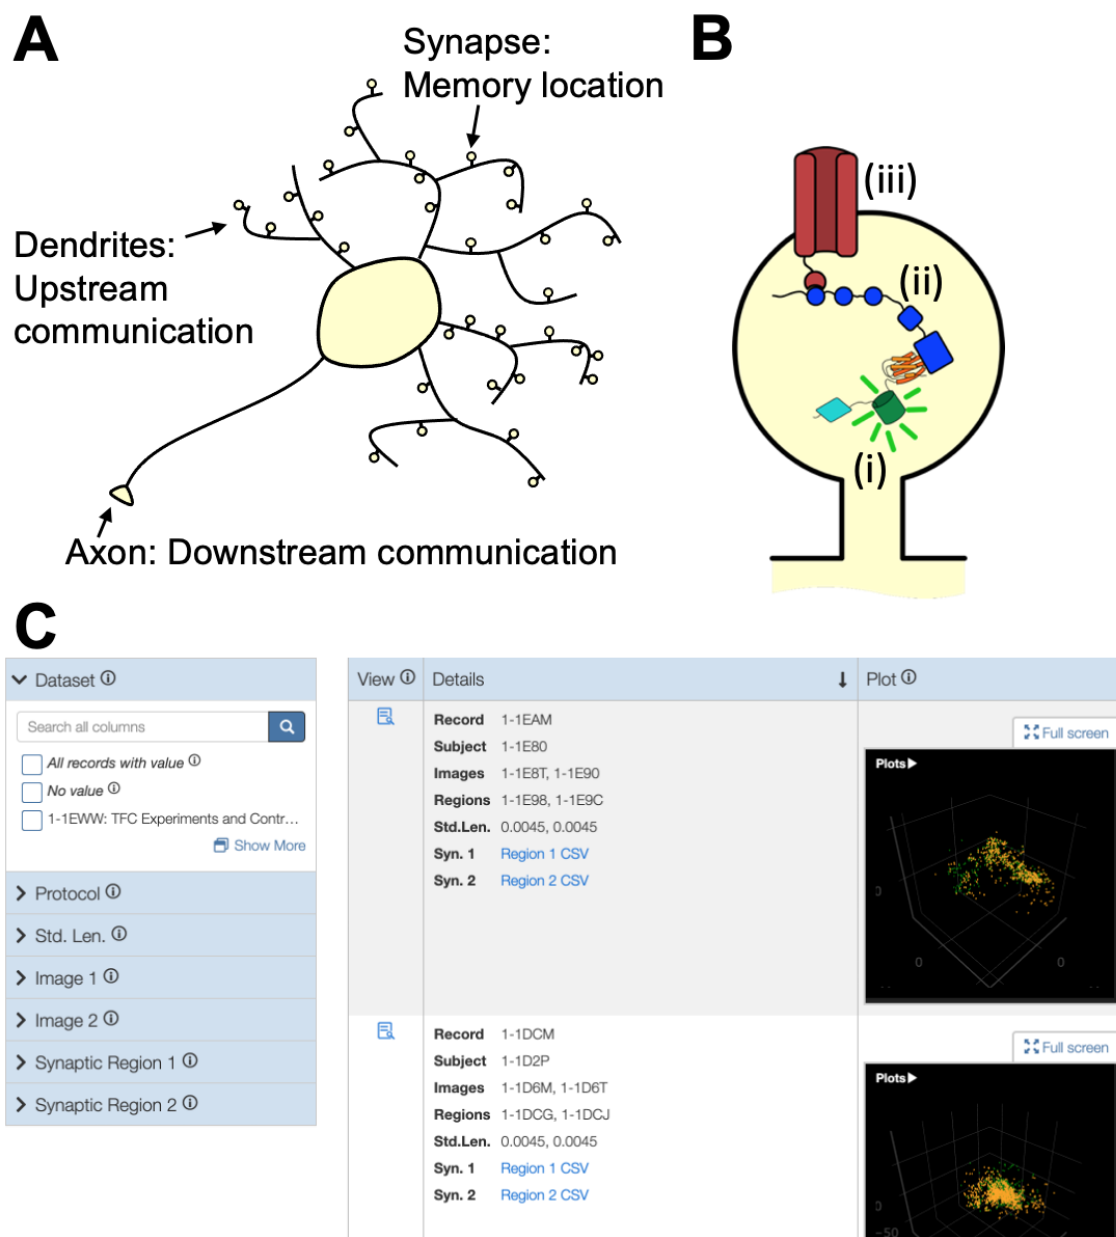 A
Synapse:
Memory location
Dendrites:
Upstream
communication
Axon: Downstream communication
B
(iii)
(ii)
(i)
C
Dataset
Search all columns
All records with value
No value
1-1EWW: TFC Experiments and Contr...
Show More
Protocol
Std. Len.
Image 1
Image 2
Synaptic Region 1
Synaptic Region 2
View Details Plot
Record 1-1EAM
Subject 1-1E80
Images 1-1E8T, 1-1E90
Regions 1-1E98, 1-1E9C
Std.Len. 0.0045, 0.0045
Syn. 1 Region 1 CSV
Syn. 2 Region 2 CSV
Full screen
Plots
0
0
0
Record 1-1DCM
Subject 1-1D2P
Images 1-1D6M, 1-1D6T
Regions 1-1DCG, 1-1DCJ
Std.Len. 0.0045, 0.0045
Syn. 1 Region 1 CSV
Syn. 2 Region 2 CSV
Full screen
Plots
0
-50